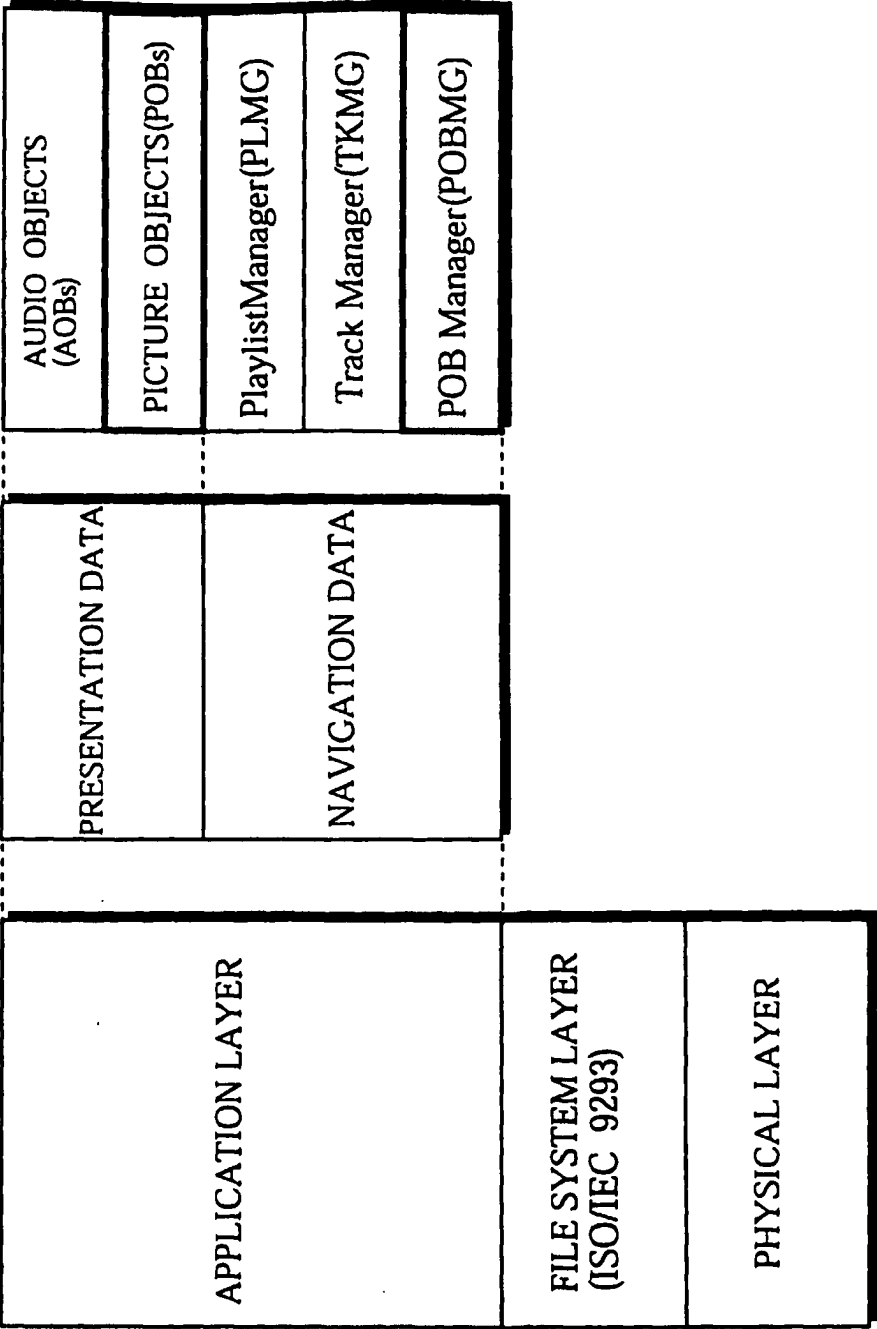 APPLICATION LAYER
FILE SYSTEM LAYER
(ISO/IEC 9293)
PHYSICAL LAYER
PRESENTATION DATA
NAVIGATION DATA
AUDIO OBJECTS
(AOBs)
PICTURE OBJECTS(POBs)
PlaylistManager(PLMG)
Track Manager(TKMG)
POB Manager(POBMG)